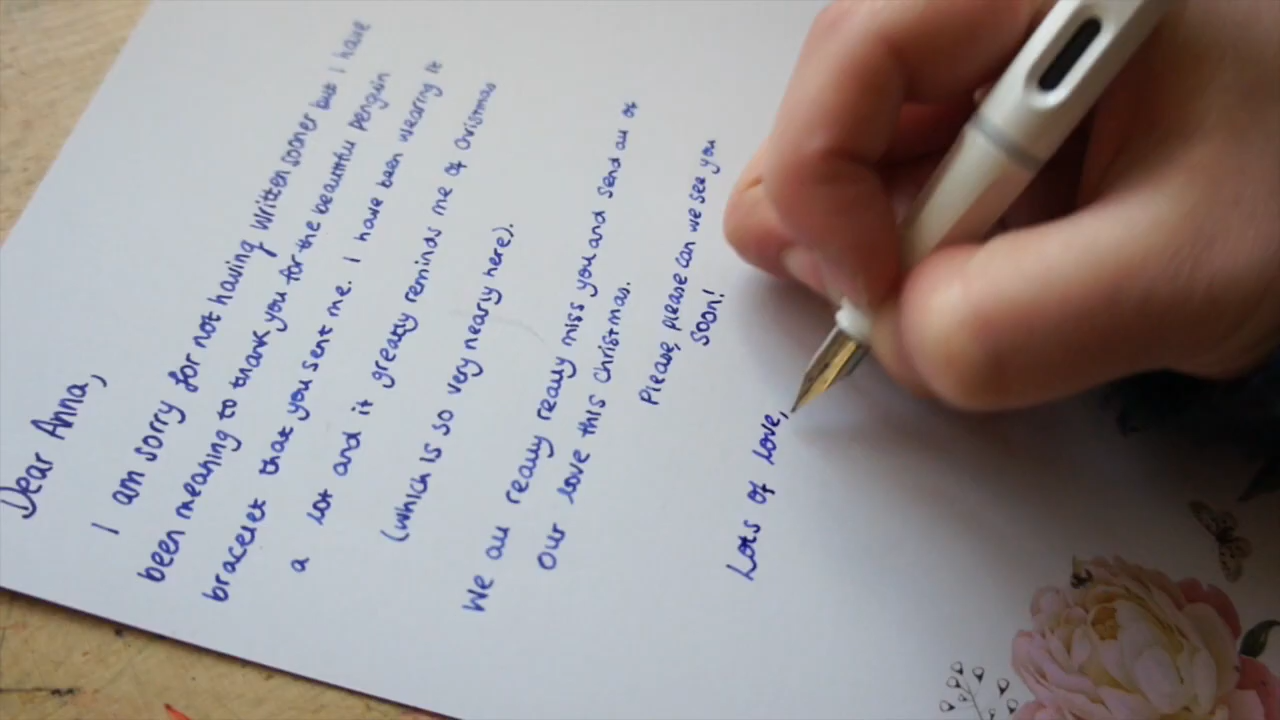 Dear Anna,
I am sorry for not having written sooner but I have
been meaning to thank you for the beautiful penguin
bracelet that you sent me. I have been wearing it
a lot and it greatly reminds me of Christmas
(which is so very nearly here).
We all really really miss you and send all of
our love this Christmas.
Please, please can we see you
soon!
Lots of love,